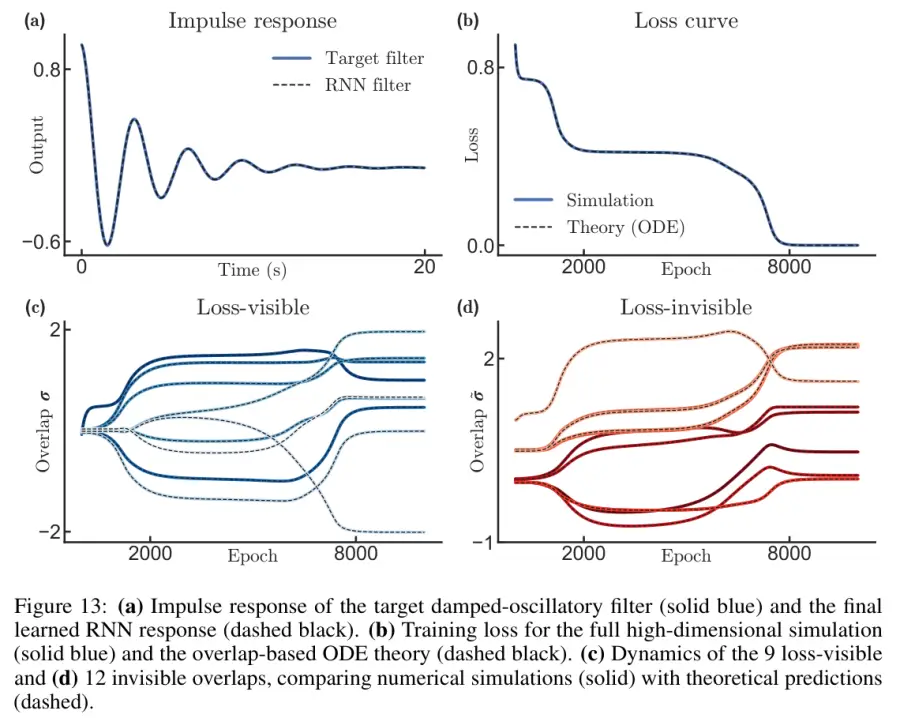 (a)
Impulse response
0.8
Output
−0.6
Target filter
RNN filter
0
Time (s)
20
(b)
Loss curve
0.8
Loss
0.0
Simulation
Theory (ODE)
2000
Epoch
8000
(c)
Loss-visible
2
Overlap σ
−2
2000
Epoch
8000
(d)
Loss-invisible
2
Overlap σ̃
−1
2000
Epoch
8000
Figure 13: (a) Impulse response of the target damped-oscillatory filter (solid blue) and the final
learned RNN response (dashed black). (b) Training loss for the full high-dimensional simulation
(solid blue) and the overlap-based ODE theory (dashed black). (c) Dynamics of the 9 loss-visible
and (d) 12 invisible overlaps, comparing numerical simulations (solid) with theoretical predictions
(dashed).